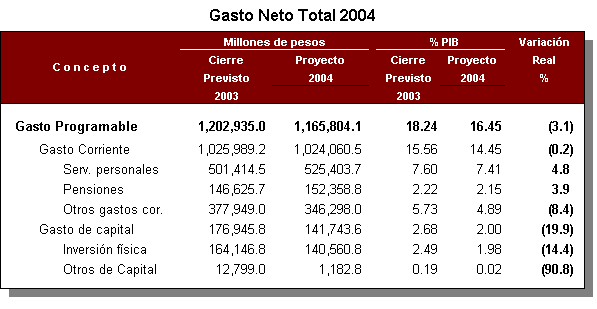 Gasto Neto Total 2004
Millones de pesos % PIB Variación
Concepto Cierre Proyecto Cierre Proyecto Real
Previsto 2004 Previsto 2004 %
2003 2003
Gasto Programable 1,202,935.0 1,165,804.1 18.24 16.45 (3.1)
Gasto Corriente 1,025,989.2 1,024,060.5 15.56 14.45 (0.2)
Serv. personales 501,414.5 525,403.7 7.60 7.41 4.8
Pensiones 146,625.7 152,358.8 2.22 2.15 3.9
Otros gastos cor. 377,949.0 346,298.0 5.73 4.89 (8.4)
Gasto de capital 176,945.8 141,743.6 2.68 2.00 (19.9)
Inversión física 164,146.8 140,560.8 2.49 1.98 (14.4)
Otros de Capital 12,799.0 1,182.8 0.19 0.02 (90.8)